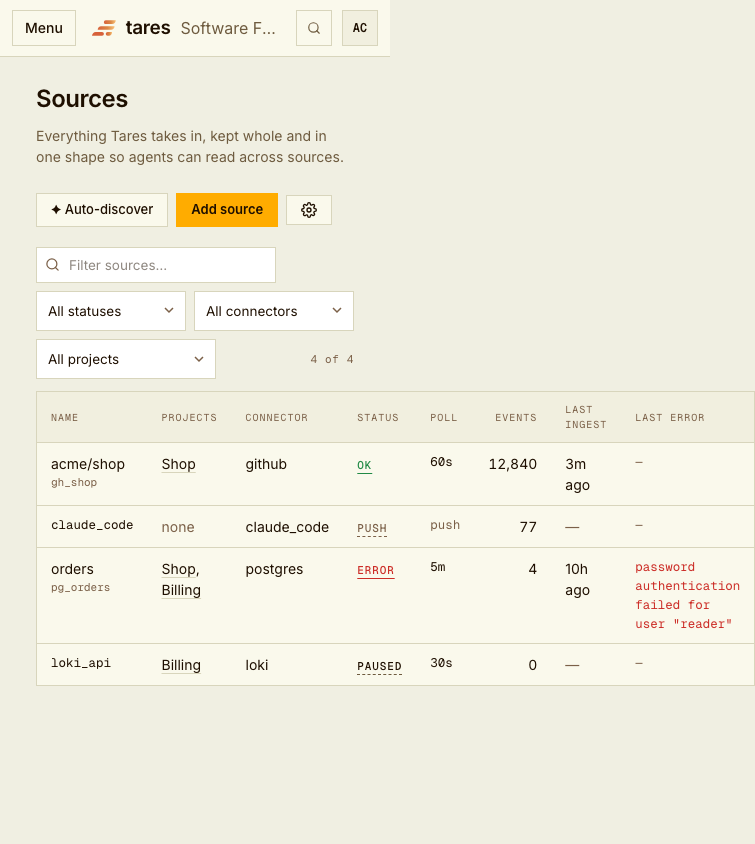 Menu tares Software F... AC
Sources
Everything Tares takes in, kept whole and in
one shape so agents can read across sources.
✦ Auto-discover Add source
Filter sources...
All statuses All connectors
All projects 4 of 4
NAME PROJECTS CONNECTOR STATUS POLL EVENTS LAST INGEST LAST ERROR
acme/shop Shop github OK 60s 12,840 3m ago –
gh_shop
claude_code none claude_code PUSH push 77 — –
orders Shop, Billing postgres ERROR 5m 4 10h ago password authentication failed for user "reader"
pg_orders
loki_api Billing loki PAUSED 30s 0 — –